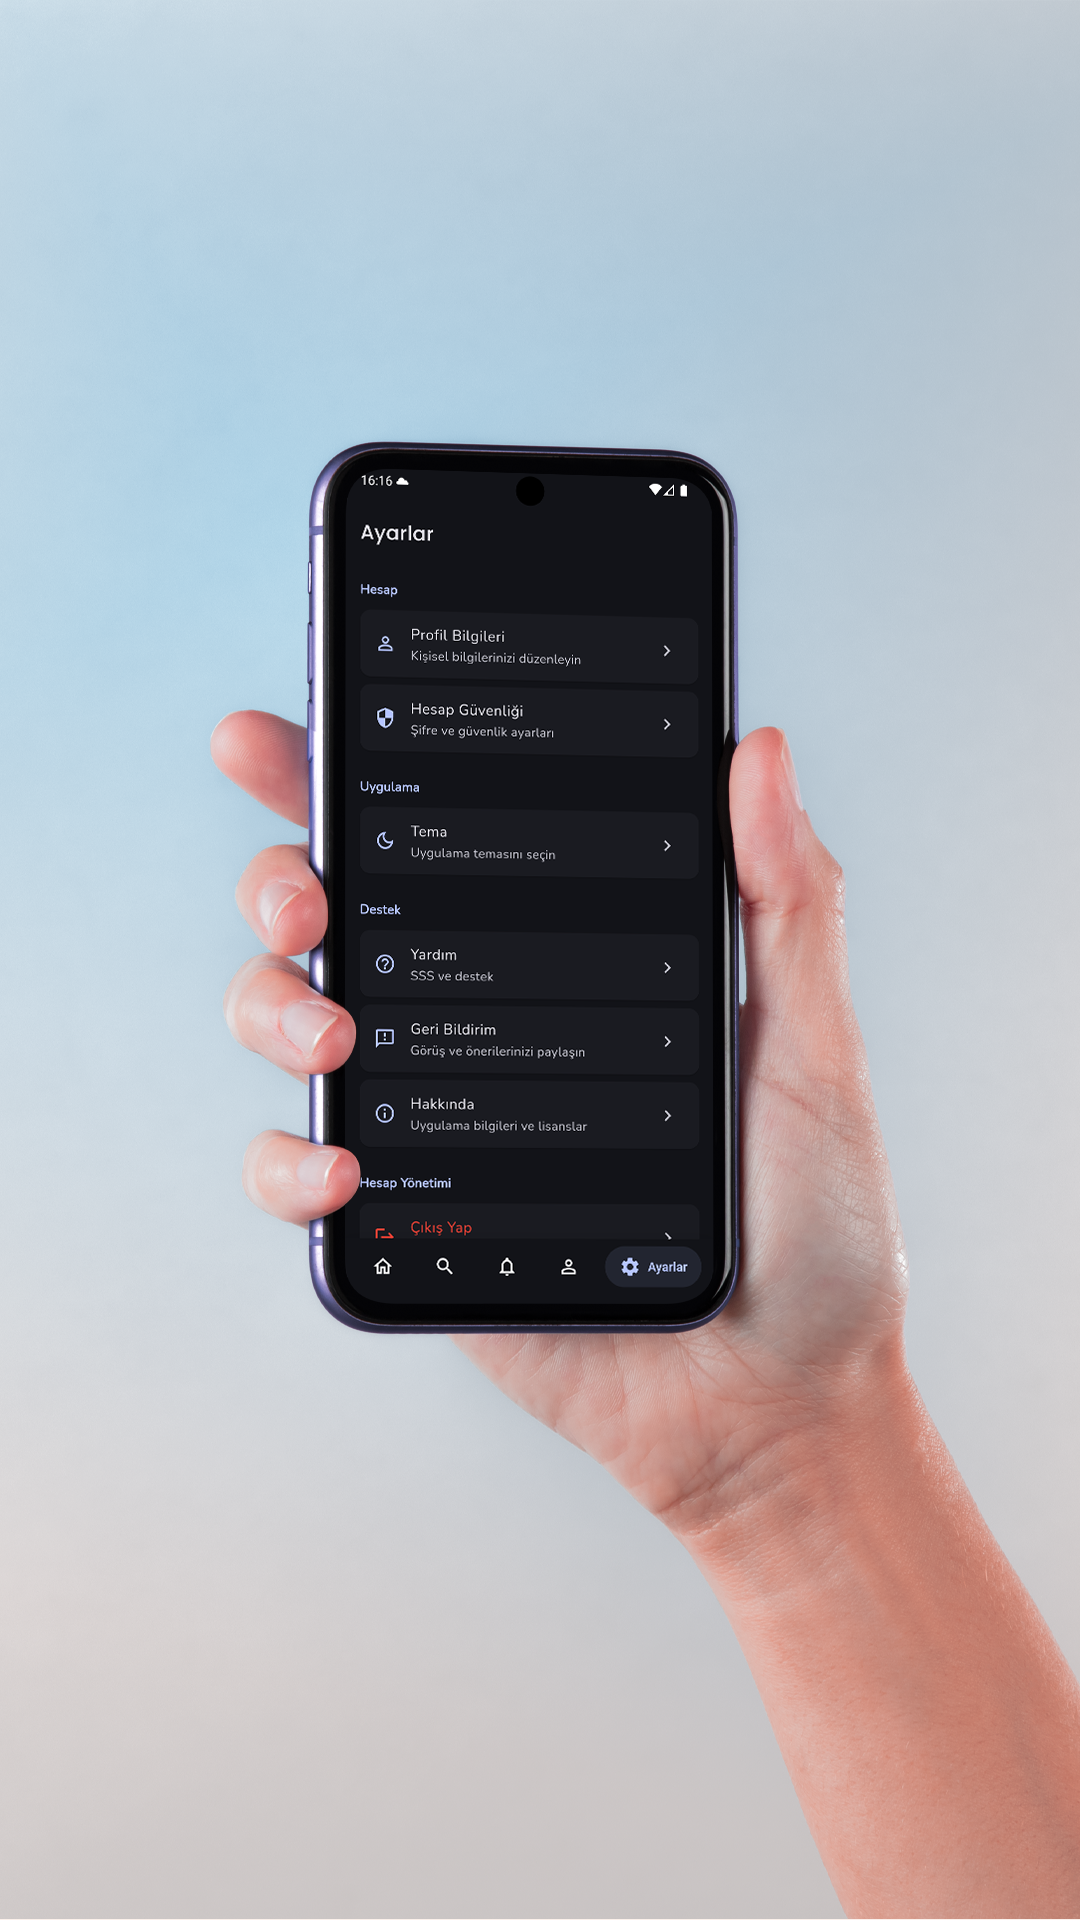 16:16
Ayarlar
Hesap
Profil Bilgileri
Kişisel bilgilerinizi düzenleyin
Hesap Güvenliği
Şifre ve güvenlik ayarları
Uygulama
Tema
Uygulama temasını seçin
Destek
Yardım
SSS ve destek
Geri Bildirim
Görüş ve önerilerinizi paylaşın
Hakkında
Uygulama bilgileri ve lisanslar
Hesap Yönetimi
Çıkış Yap
Ayarlar